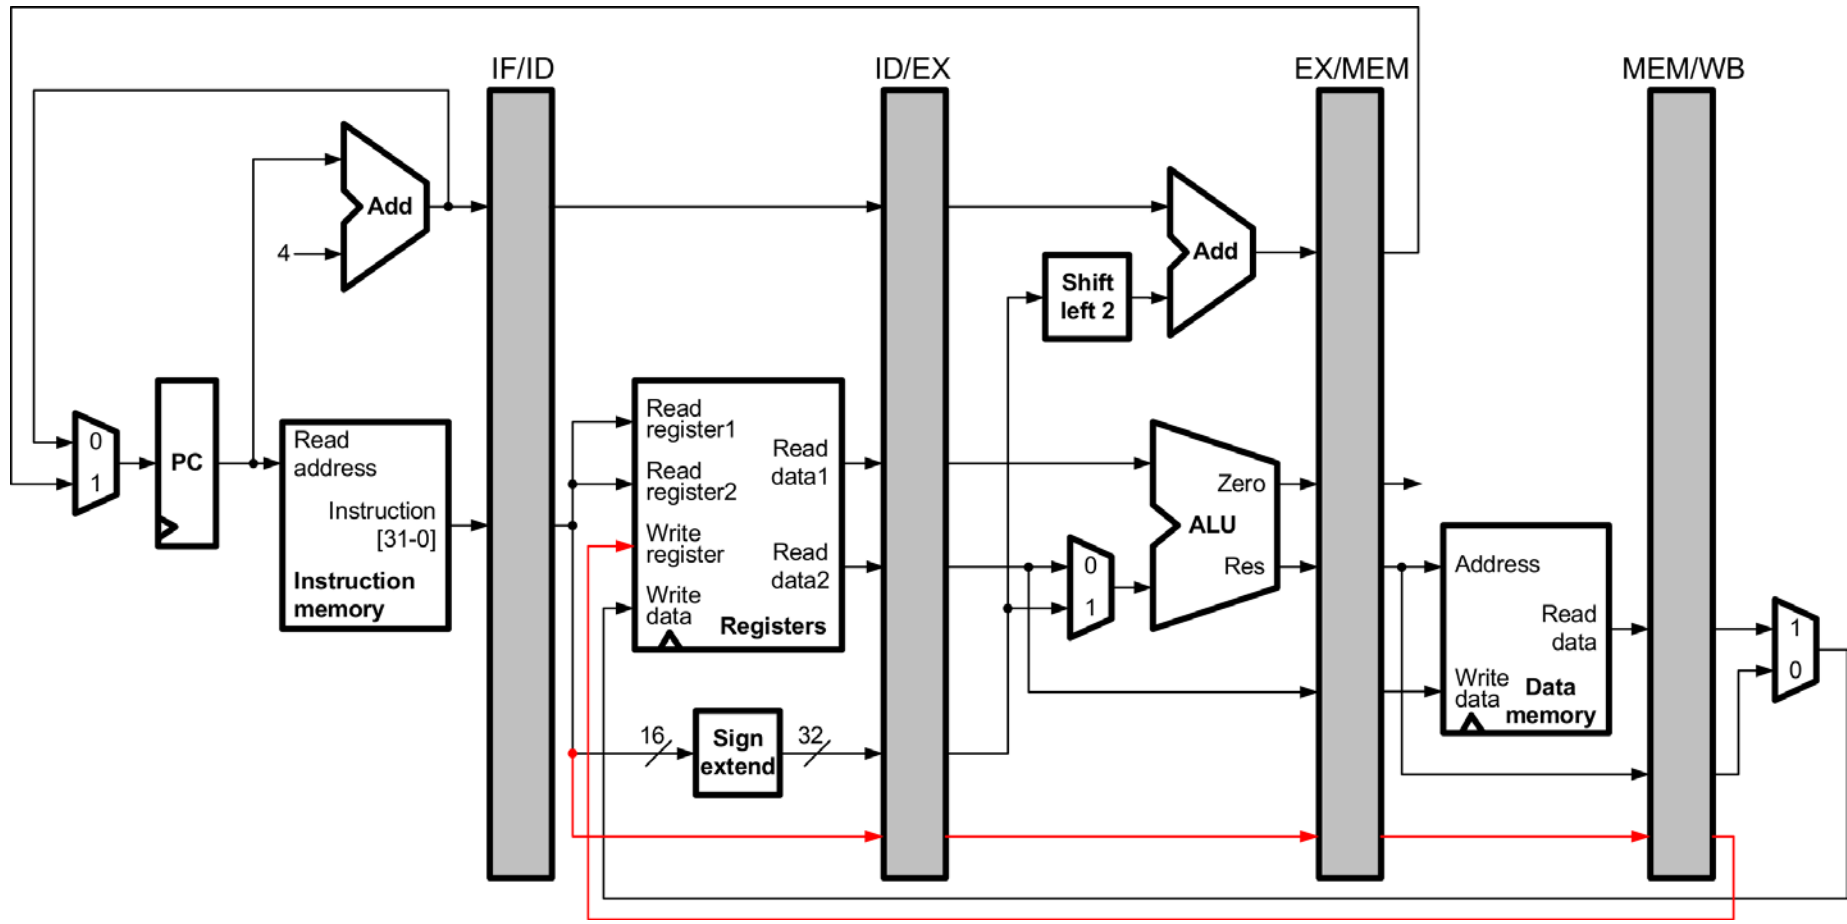 IF/ID
ID/EX
EX/MEM
MEM/WB
Add
4
Add
Shift
left 2
0
1
PC
Read
address
Instruction
[31-0]
Instruction
memory
Read
register1
Read
register2
Write
register
Write
data
Read
data1
Read
data2
Registers
16
Sign
extend
32
0
1
Zero
ALU
Res
Address
Read
data
Write
data
Data
memory
1
0